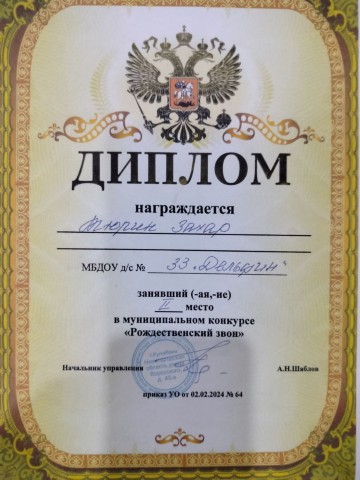 ДИПЛОМ
награждается
Тюрин Захар
МБДОУ д/с № 33 „Дельфин“
занявший (-ая,-ие)
II место
в муниципальном конкурсе
«Рождественский звон»
Начальник управления А.Н.Шаблов
приказ УО от 02.02.2024 № 64